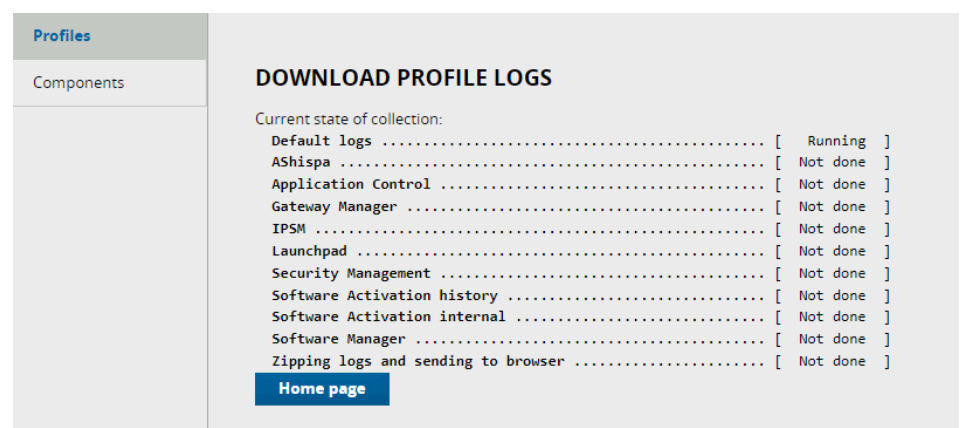 Profiles
Components
DOWNLOAD PROFILE LOGS
Current state of collection:
Default logs .............................................. [ Running ]
AShispa ................................................... [ Not done ]
Application Control ....................................... [ Not done ]
Gateway Manager ........................................... [ Not done ]
IPSM ...................................................... [ Not done ]
Launchpad ................................................. [ Not done ]
Security Management ....................................... [ Not done ]
Software Activation history ............................... [ Not done ]
Software Activation internal .............................. [ Not done ]
Software Manager .......................................... [ Not done ]
Zipping logs and sending to browser ....................... [ Not done ]
Home page